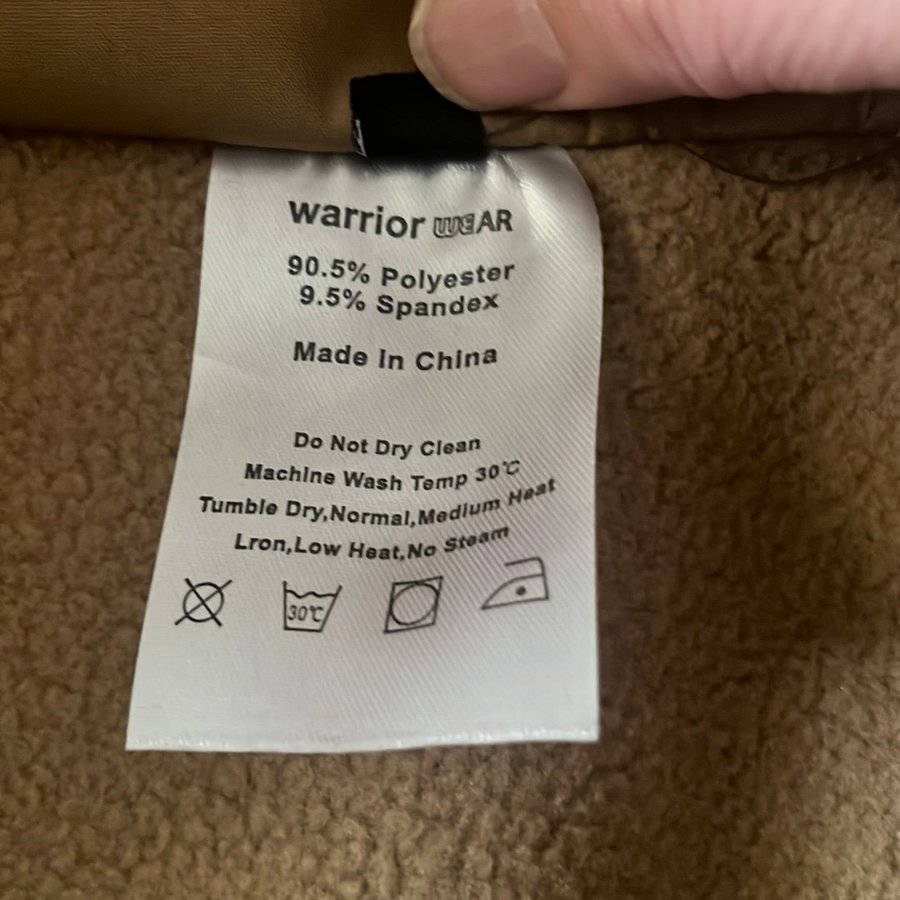 warrior WEAR
90.5% Polyester
9.5% Spandex
Made In China
Do Not Dry Clean
Machine Wash Temp 30℃
Tumble Dry,Normal,Medium Heat
Lron,Low Heat,No Steam
30℃